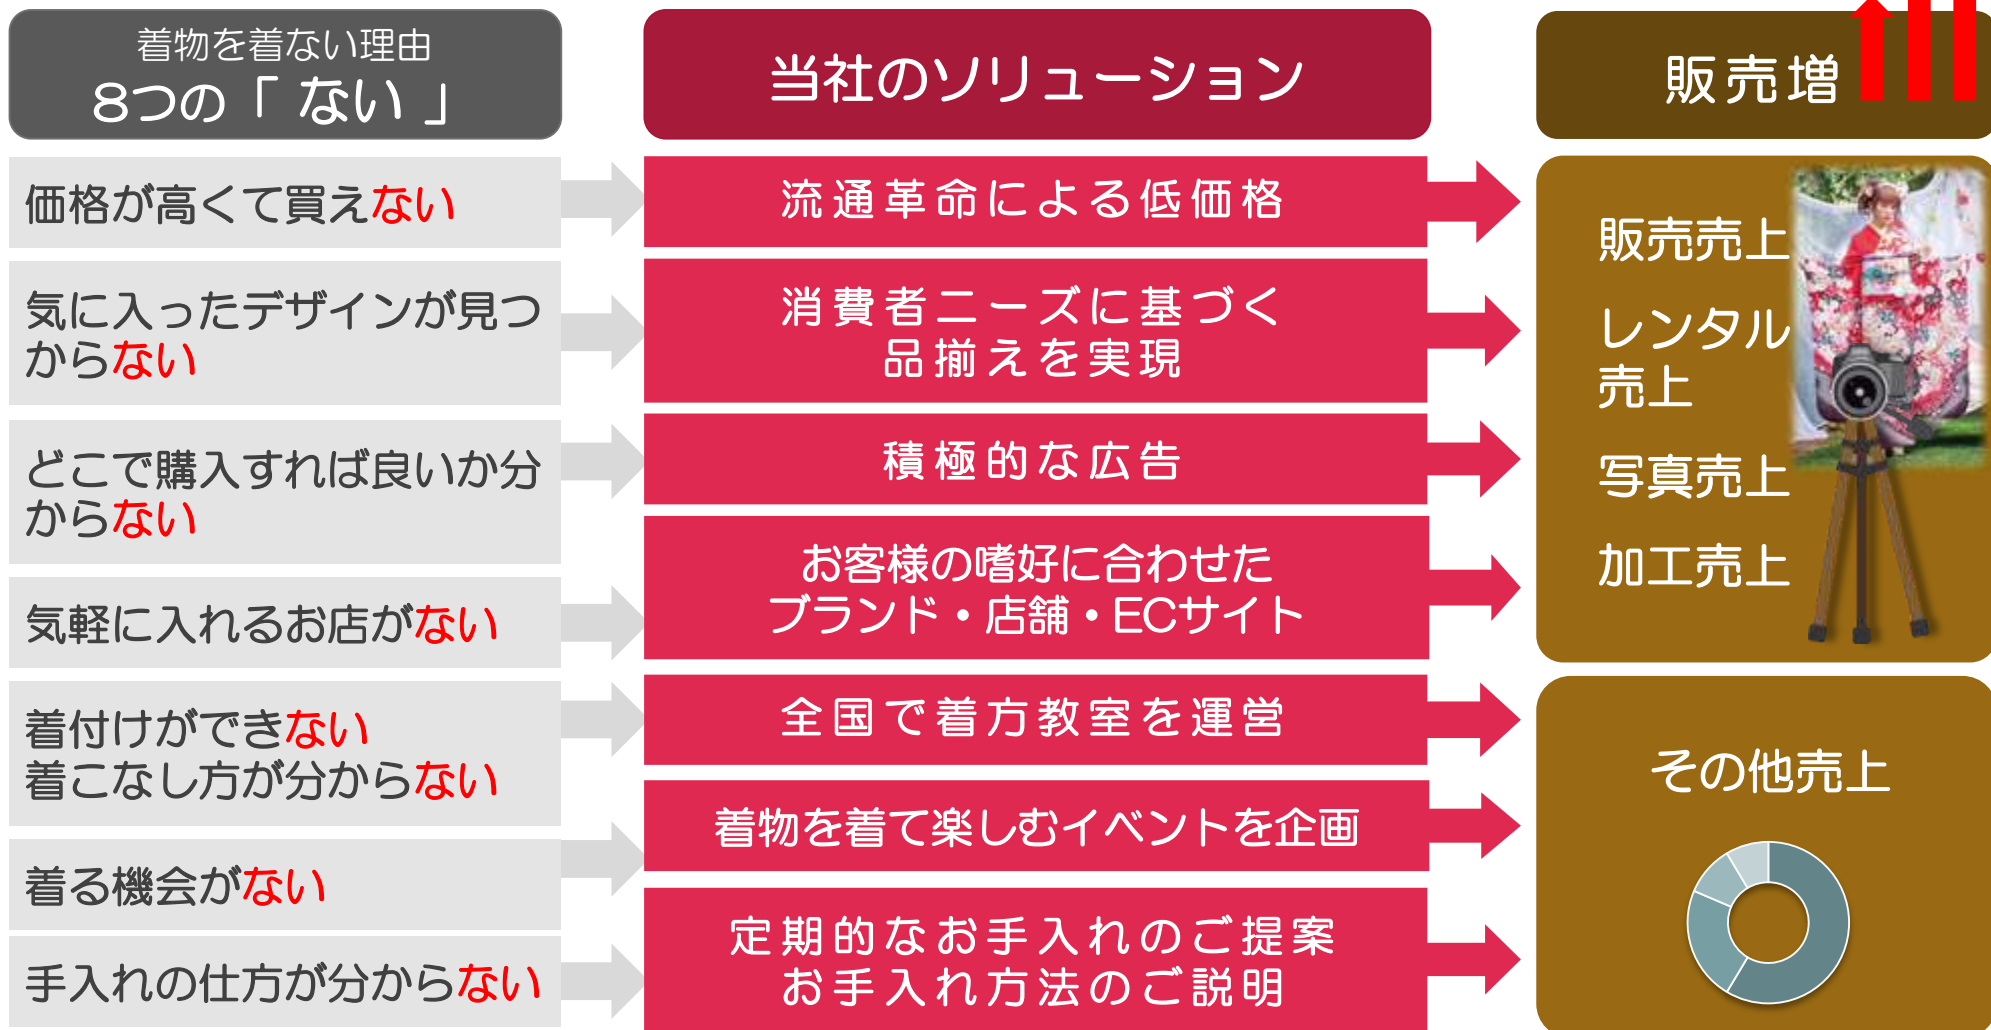 着物を着ない理由
8つの「 ない 」
当社のソリューション
販売増
価格が高くて買えない
流通革命による低価格
気に入ったデザインが見つ
からない
消費者ニーズに基づく
品揃えを実現
どこで購入すれば良いか分
からない
積極的な広告
気軽に入れるお店がない
お客様の嗜好に合わせた
ブランド・店舗・ECサイト
着付けができない
着こなし方が分からない
全国で着方教室を運営
着る機会がない
着物を着て楽しむイベントを企画
手入れの仕方が分からない
定期的なお手入れのご提案
お手入れ方法のご説明
販売売上
レンタル
売上
写真売上
加工売上
その他売上